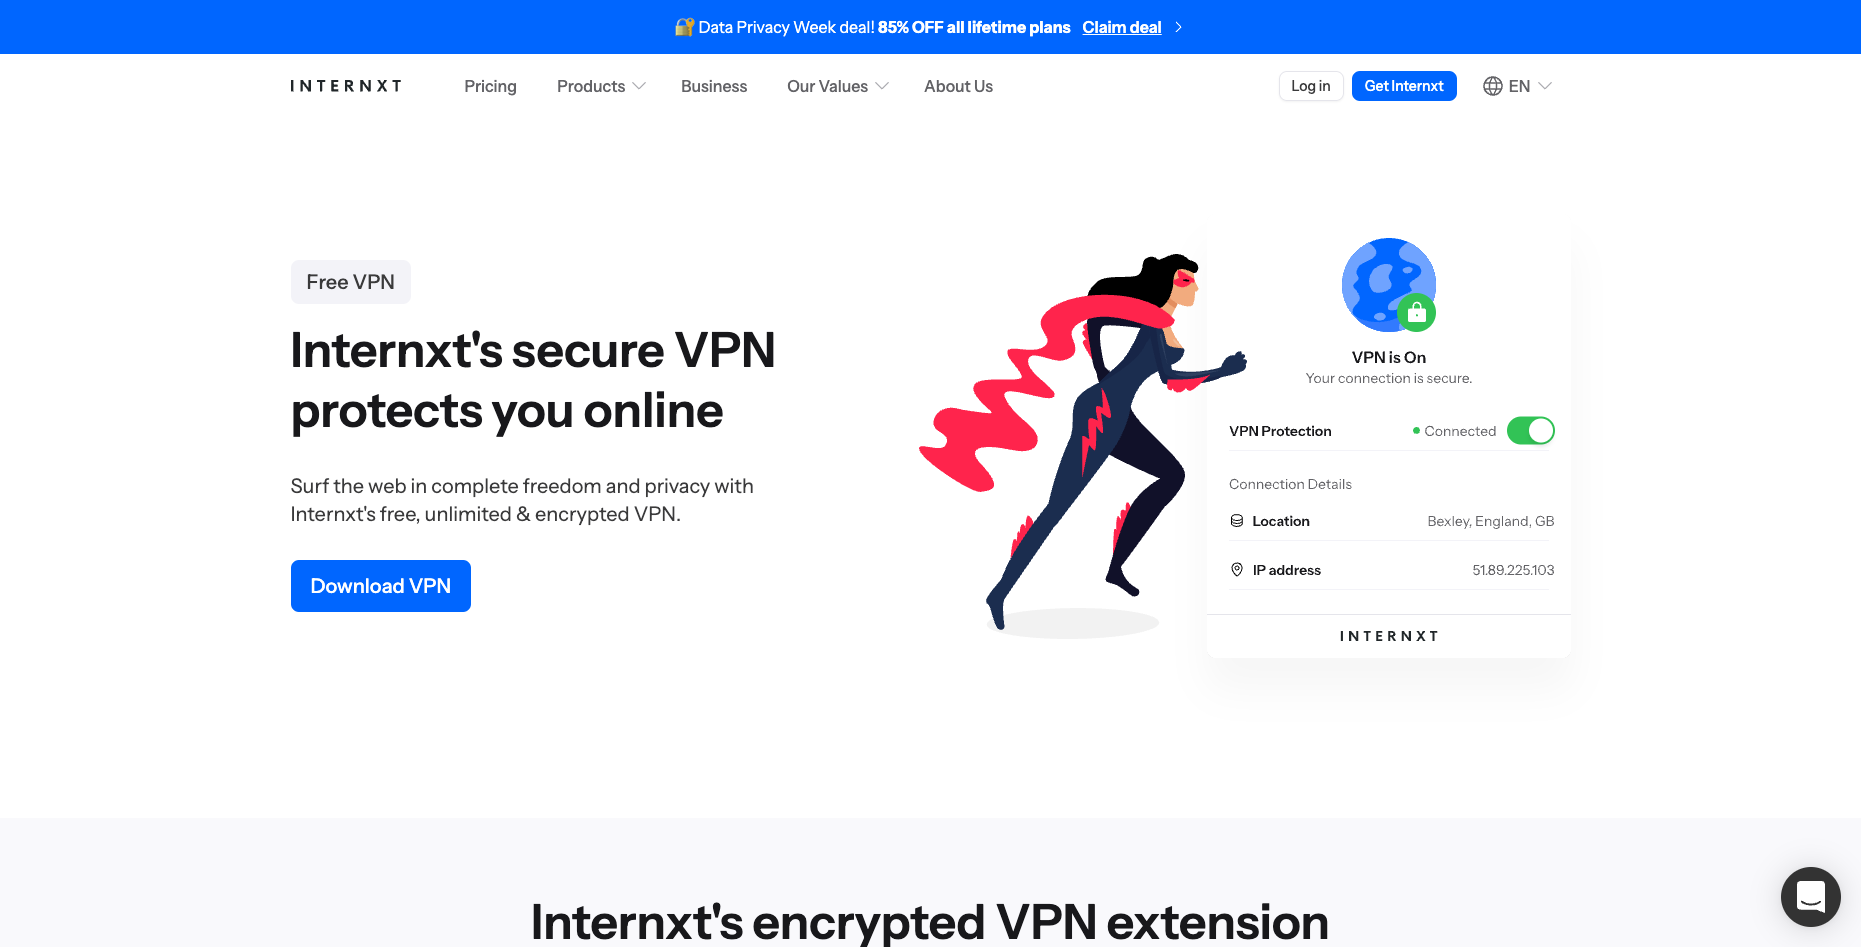 🔐 Data Privacy Week deal! 85% OFF all lifetime plans Claim deal
INTERNXT Pricing Products Business Our Values About Us Log in Get Internxt EN
Free VPN
Internxt's secure VPN
protects you online
Surf the web in complete freedom and privacy with
Internxt's free, unlimited & encrypted VPN.
Download VPN
VPN is On
Your connection is secure.
VPN Protection Connected
Connection Details
Location Bexley, England, GB
IP address 51.89.225.103
INTERNXT
Internxt's encrypted VPN extension